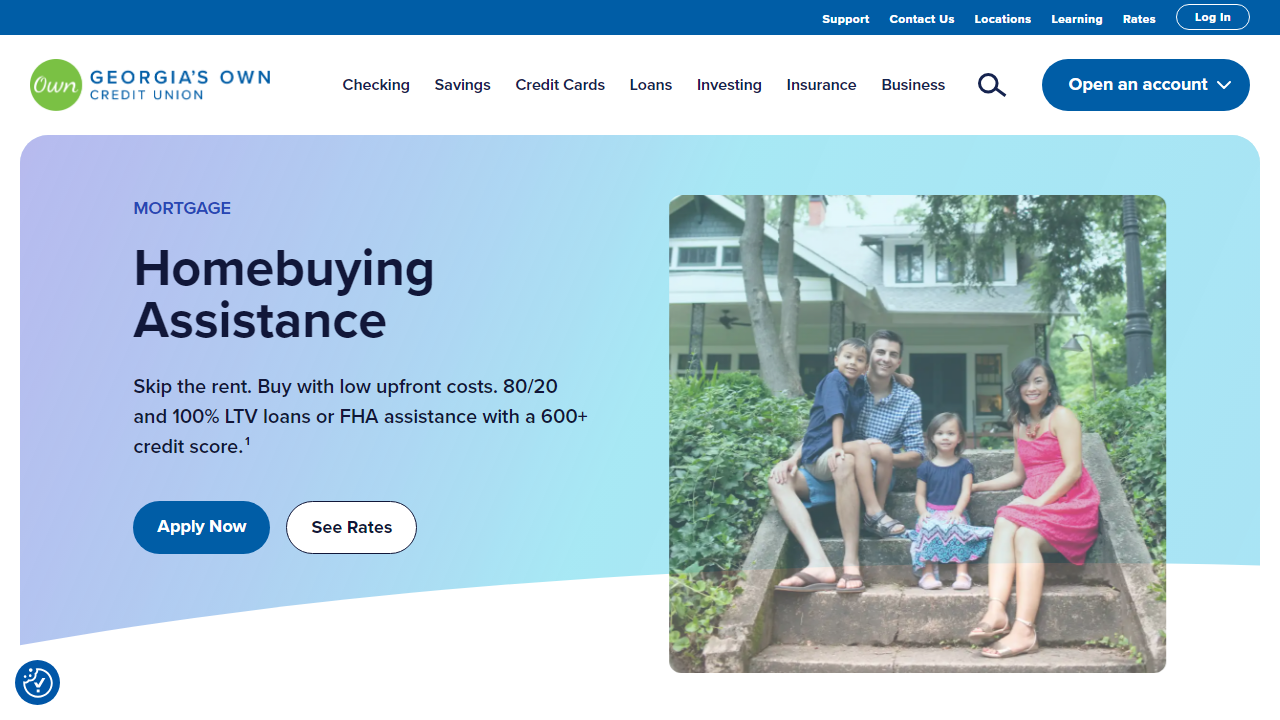 Support Contact Us Locations Learning Rates Log In
Own GEORGIA'S OWN
CREDIT UNION
Checking Savings Credit Cards Loans Investing Insurance Business Open an account
MORTGAGE
Homebuying
Assistance
Skip the rent. Buy with low upfront costs. 80/20
and 100% LTV loans or FHA assistance with a 600+
credit score.¹
Apply Now See Rates